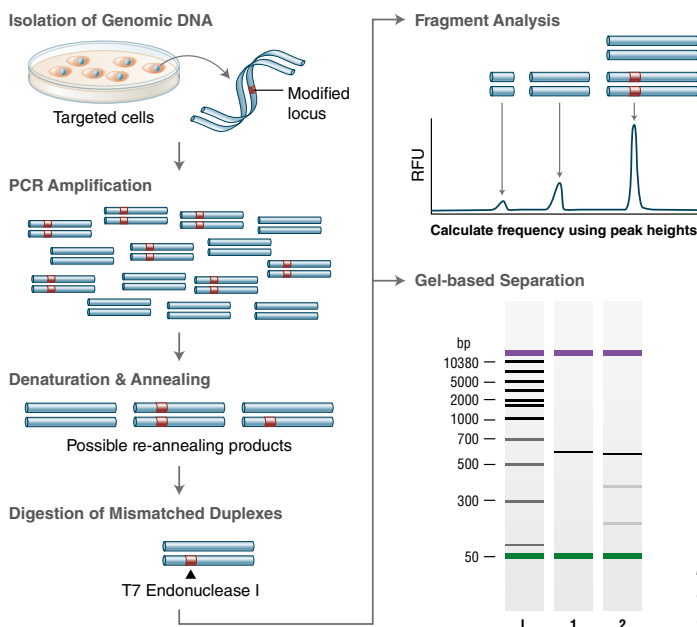 Isolation of Genomic DNA
Targeted cells
Modified
locus
PCR Amplification
Denaturation & Annealing
Possible re-annealing products
Digestion of Mismatched Duplexes
T7 Endonuclease I
Fragment Analysis
RFU
Calculate frequency using peak heights
Gel-based Separation
bp
10380
5000
2000
1000
700
500
300
50
L 1 2